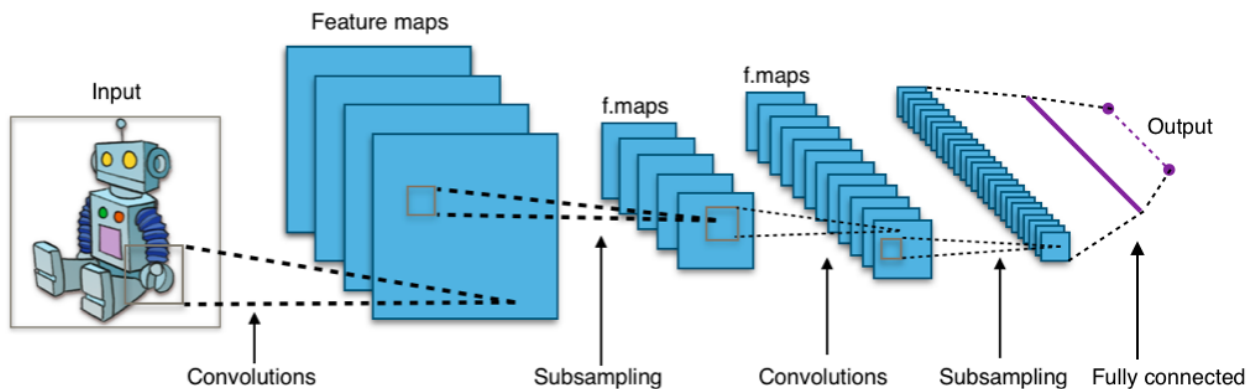 Feature maps
Input
f.maps
f.maps
Output
Convolutions
Subsampling
Convolutions
Subsampling
Fully connected